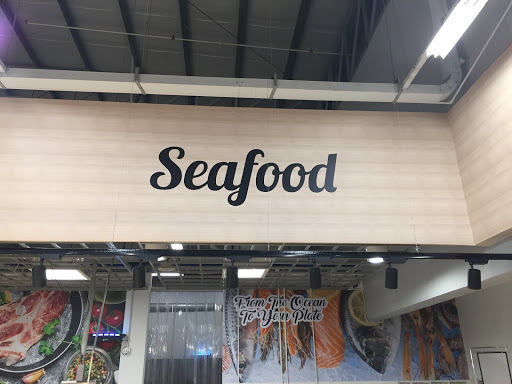 Seafood
From The Ocean
To Your Plate